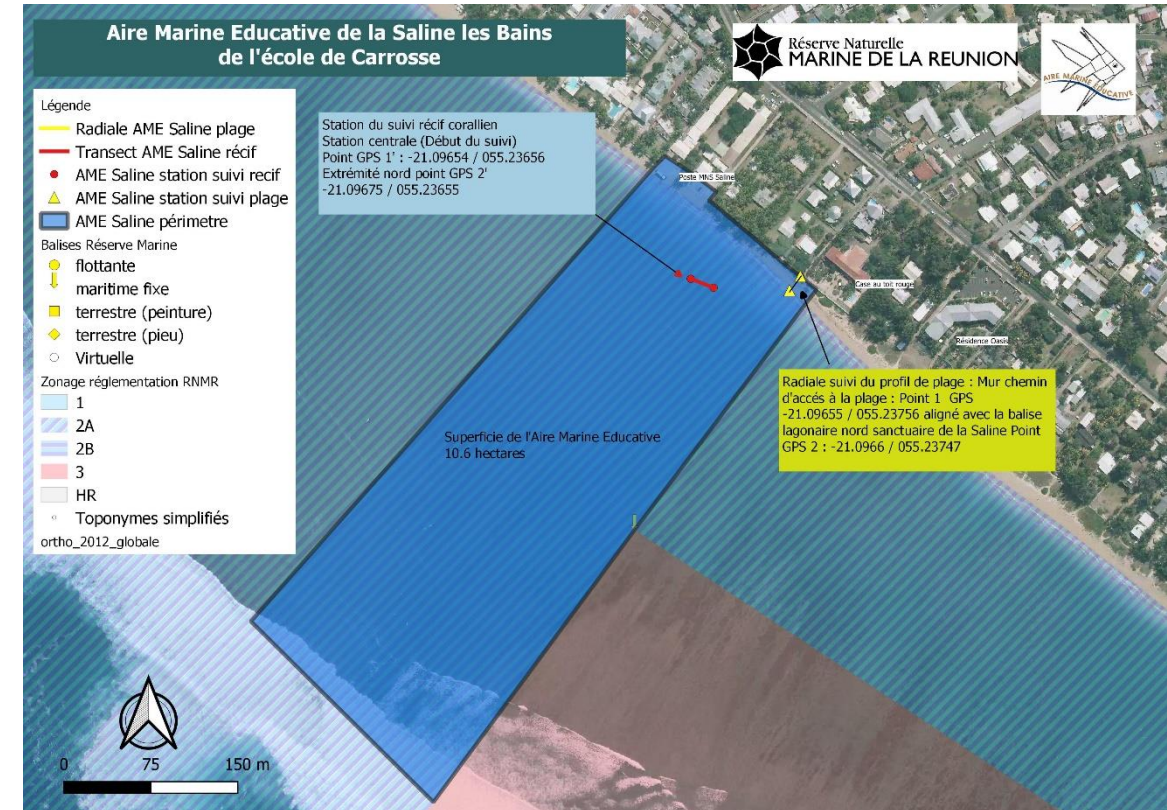 Aire Marine Educative de la Saline les Bains
de l'école de Carrosse
Réserve Naturelle
MARINE DE LA REUNION
AIRE MARINE EDUCATIVE
Légende
Radiale AME Saline plage
Transect AME Saline récif
AME Saline station suivi recif
AME Saline station suivi plage
AME Saline périmetre
Balises Réserve Marine
flottante
maritime fixe
terrestre (peinture)
terrestre (pieu)
Virtuelle
Zonage réglementation RNMR
1
2A
2B
3
HR
Toponymes simplifiés
ortho_2012_globale
Station du suivi récif corallien
Station centrale (Début du suivi)
Point GPS 1' : -21.09654 / 055.23656
Extrémité nord point GPS 2'
-21.09675 / 055.23655
Poste MNS Saline
Case au toit rouge
Résidence Oasis
Radiale suivi du profil de plage : Mur chemin
d'accés à la plage : Point 1  GPS
-21.09655 / 055.23756 aligné avec la balise
lagonaire nord sanctuaire de la Saline Point
GPS 2 : -21.0966 / 055.23747
Superficie de l'Aire Marine Educative
10.6 hectares
0 75 150 m